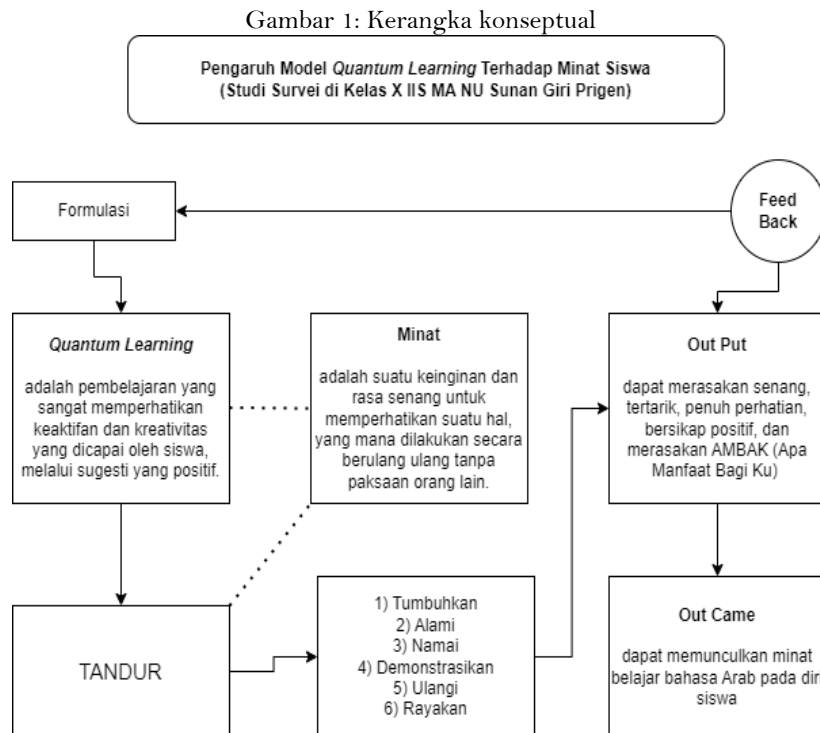 Gambar 1: Kerangka konseptual
Pengaruh Model Quantum Learning Terhadap Minat Siswa
(Studi Survei di Kelas X IIS MA NU Sunan Giri Prigen)
Formulasi
Feed
Back
Quantum Learning
adalah pembelajaran yang
sangat memperhatikan
keaktifan dan kreativitas
yang dicapai oleh siswa,
melalui sugesti yang positif.
Minat
adalah suatu keinginan dan
rasa senang untuk
memperhatikan suatu hal,
yang mana dilakukan secara
berulang ulang tanpa
paksaan orang lain.
Out Put
dapat merasakan senang,
tertarik, penuh perhatian,
bersikap positif, dan
merasakan AMBAK (Apa
Manfaat Bagi Ku)
TANDUR
1) Tumbuhkan
2) Alami
3) Namai
4) Demonstrasikan
5) Ulangi
6) Rayakan
Out Came
dapat memunculkan minat
belajar bahasa Arab pada diri
siswa